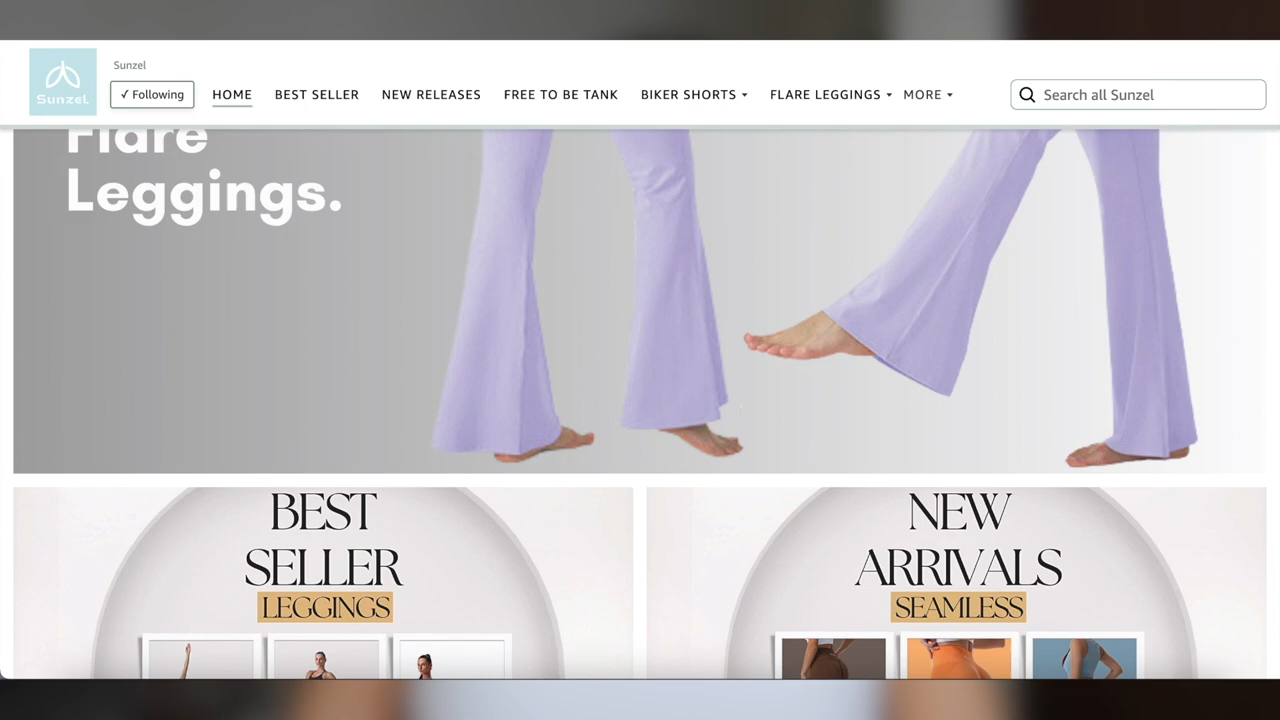 Sunzel
Sunzel
✓ Following
HOME
BEST SELLER
NEW RELEASES
FREE TO BE TANK
BIKER SHORTS
FLARE LEGGINGS
MORE
Search all Sunzel
Flare
Leggings.
BEST
SELLER
LEGGINGS
NEW
ARRIVALS
SEAMLESS